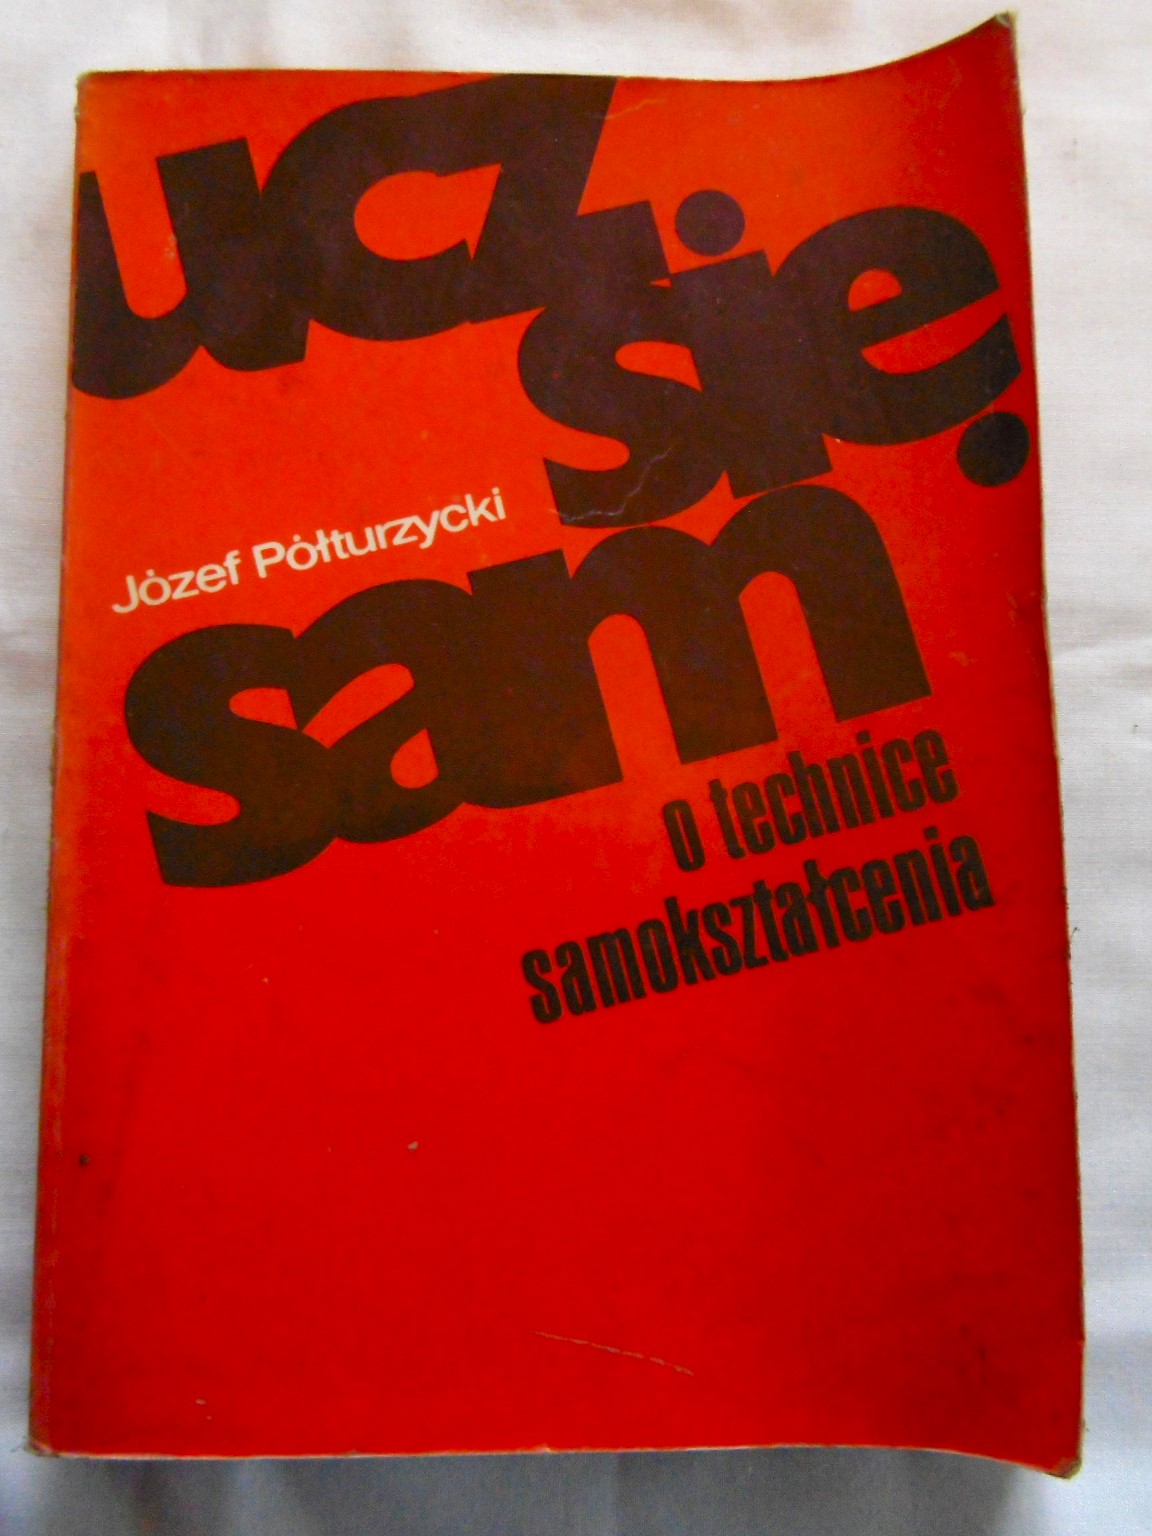 ucz
się
Józef Półturzycki
sam
o technice
samokształcenia